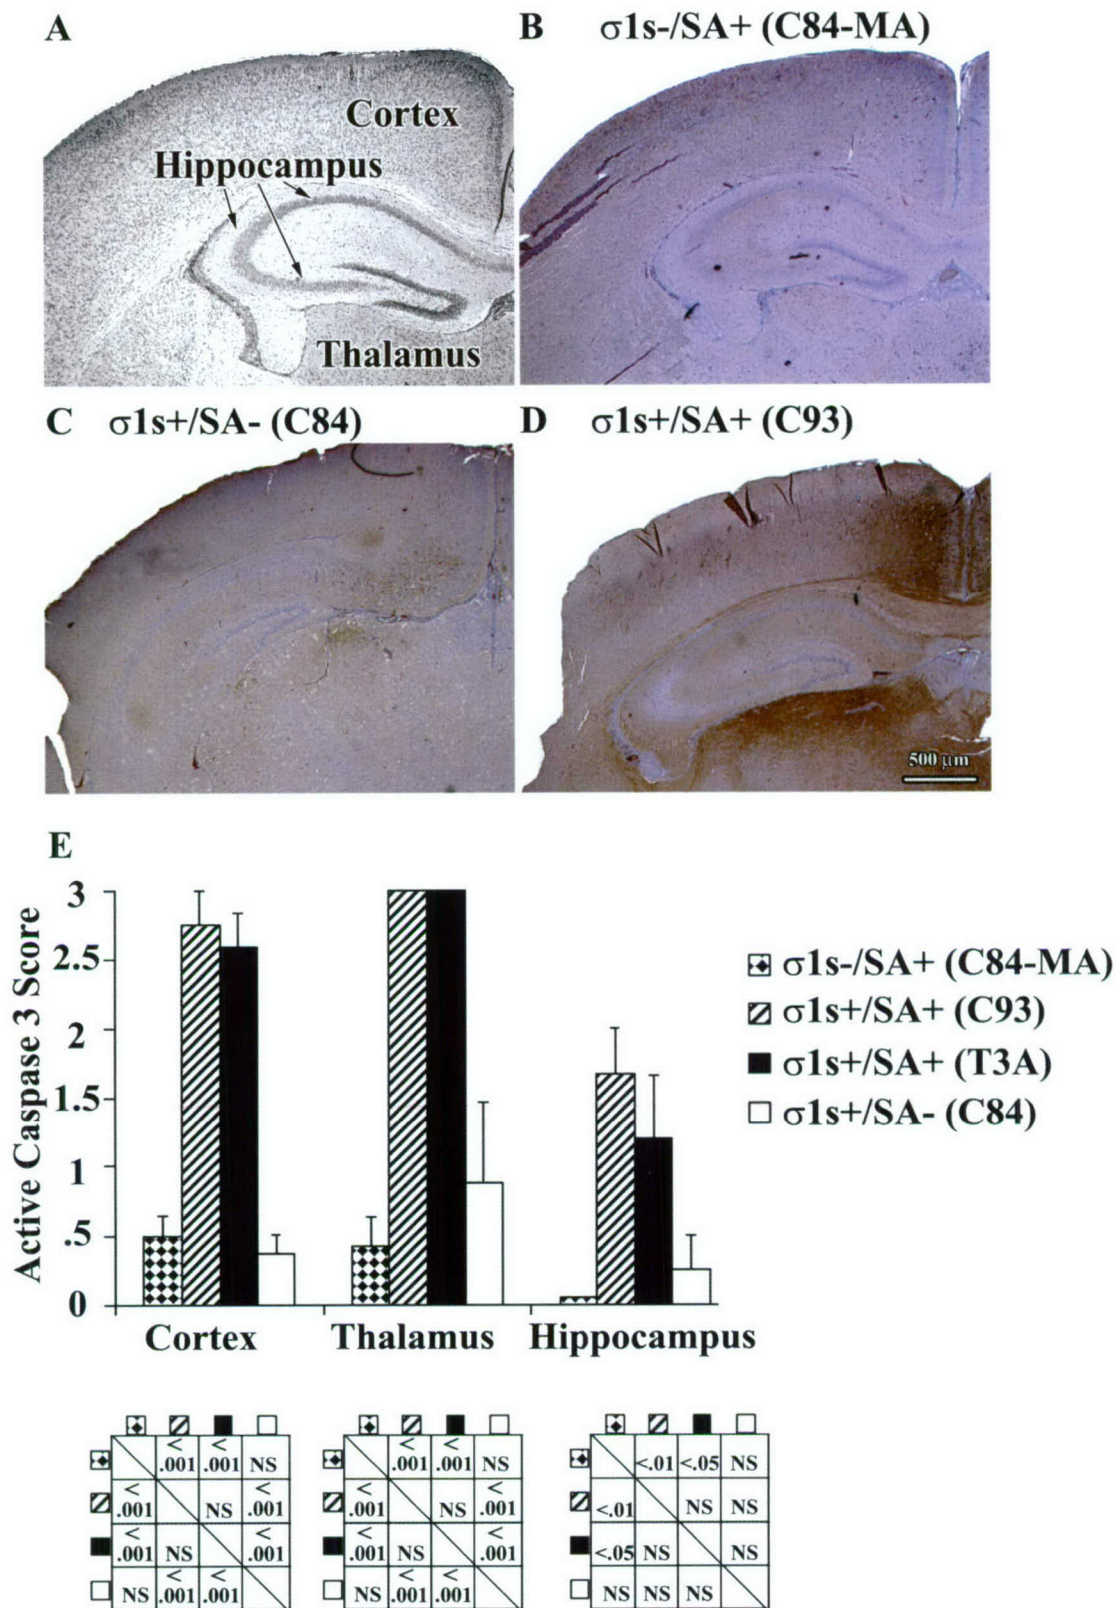 A
Cortex
Hippocampus
Thalamus
B σ1s-/SA+ (C84-MA)
C σ1s+/SA- (C84)
D σ1s+/SA+ (C93)
500 μm
E
Active Caspase 3 Score
3
2.5
2
1.5
1
.5
0
Cortex Thalamus Hippocampus
σ1s-/SA+ (C84-MA)
σ1s+/SA+ (C93)
σ1s+/SA+ (T3A)
σ1s+/SA- (C84)
< .001 < .001 NS
< .001 NS < .001
< .001 NS < .001
NS < .001 < .001
< .001 < .001 NS
< .001 NS < .001
< .001 NS < .001
NS < .001 < .001
<.01 <.05 NS
<.01 NS NS
<.05 NS NS
NS NS NS